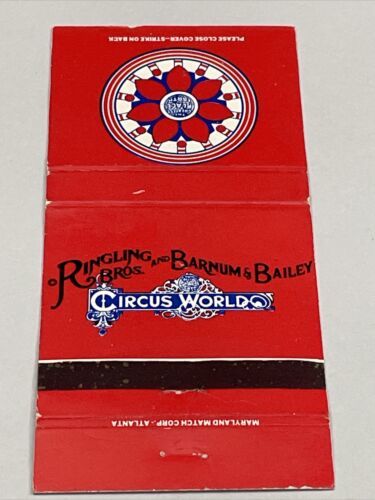 PLEASE CLOSE COVER—STRIKE ON BACK
RINGLING BROS. AND BARNUM & BAILEY
CIRCUS WORLD
MARYLAND MATCH CORP.-ATLANTA